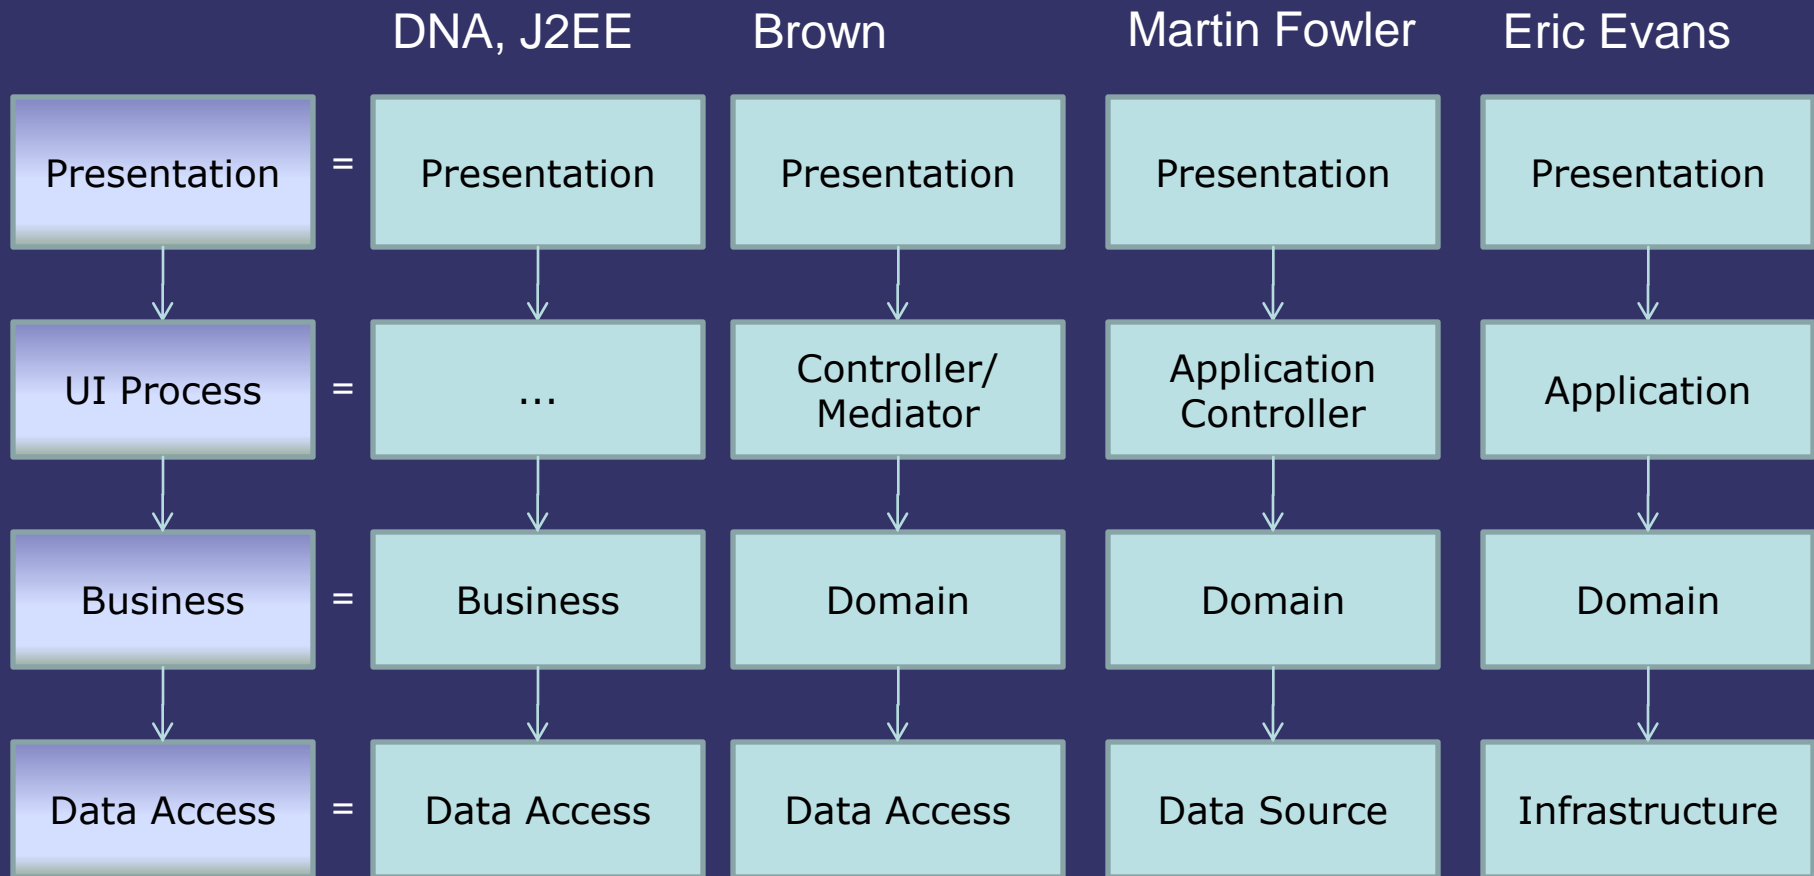 DNA, J2EE Brown Martin Fowler Eric Evans
Presentation = Presentation Presentation Presentation Presentation
UI Process = ... Controller/ Mediator Application Controller Application
Business = Business Domain Domain Domain
Data Access = Data Access Data Access Data Source Infrastructure